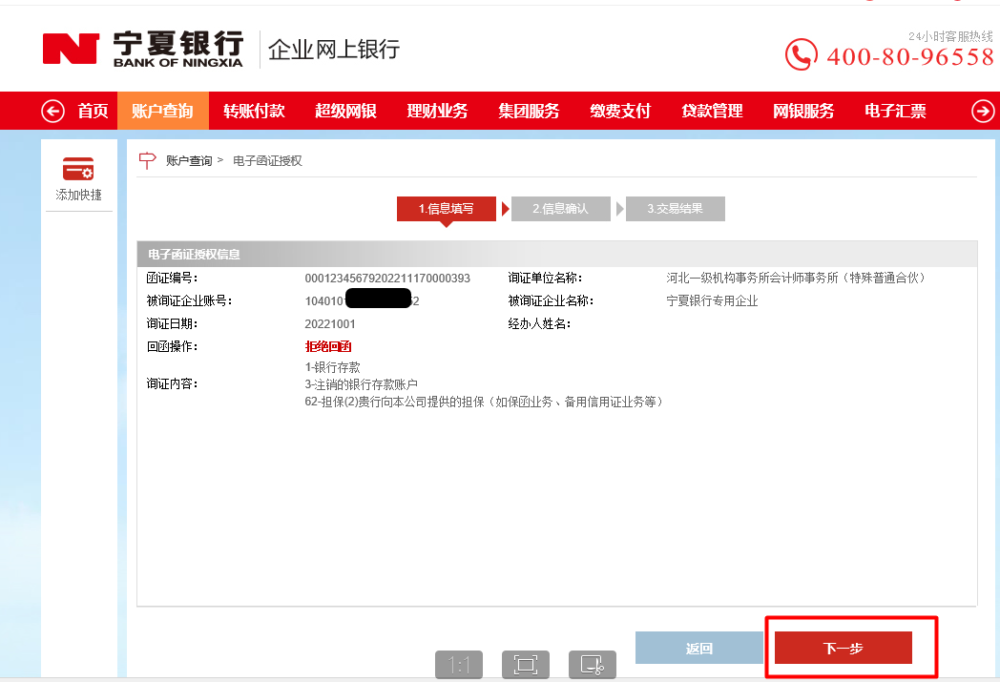 宁夏银行
BANK OF NINGXIA
企业网上银行
24小时客服热线
400-80-96558
首页 账户查询 转账付款 超级网银 理财业务 集团服务 缴费支付 贷款管理 网银服务 电子汇票
添加快捷
账户查询 > 电子函证授权
1.信息填写 2.信息确认 3.交易结果
电子函证授权信息
函证编号: 00012345679202211170000393 询证单位名称: 河北一级机构事务所会计师事务所（特殊普通合伙）
被询证企业账号: 104010 2 被询证企业名称: 宁夏银行专用企业
询证日期: 20221001 经办人姓名:
回函操作: 拒绝回函
询证内容:
1-银行存款
3-注销的银行存款账户
62-担保(2)贵行向本公司提供的担保（如保函业务、备用信用证业务等）
返回 下一步
1:1